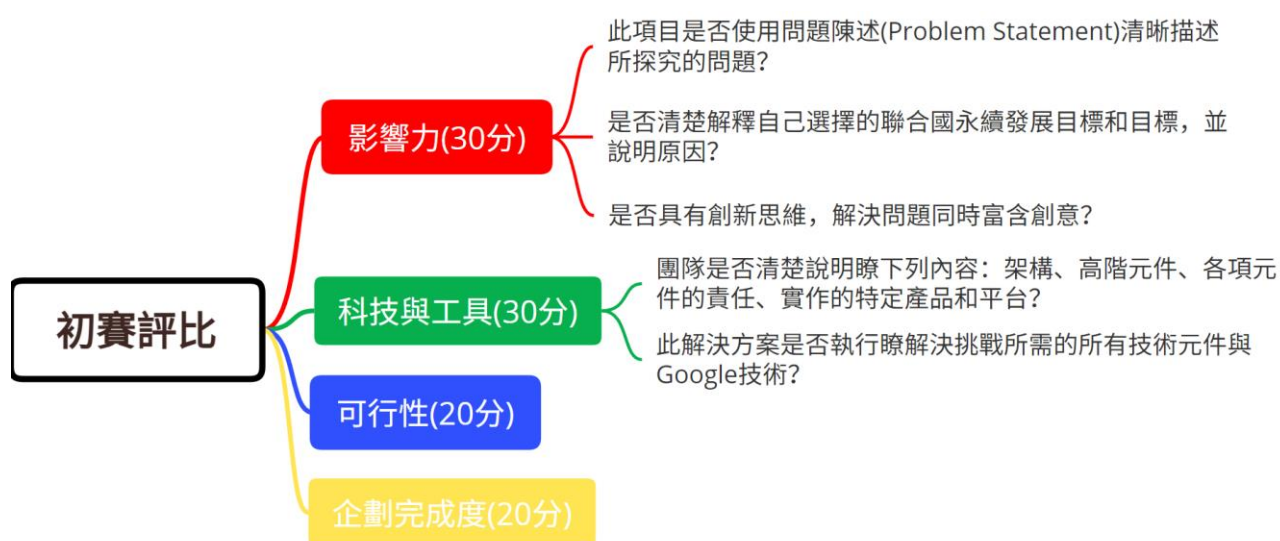 此項目是否使用問題陳述(Problem Statement)清晰描述
所探究的問題？
影響力(30分)
是否清楚解釋自己選擇的聯合國永續發展目標和目標，並
說明原因？
是否具有創新思維，解決問題同時富含創意？
初賽評比
科技與工具(30分)
團隊是否清楚說明瞭下列內容：架構、高階元件、各項元
件的責任、實作的特定產品和平台？
此解決方案是否執行瞭解決挑戰所需的所有技術元件與
Google技術？
可行性(20分)
企劃完成度(20分)